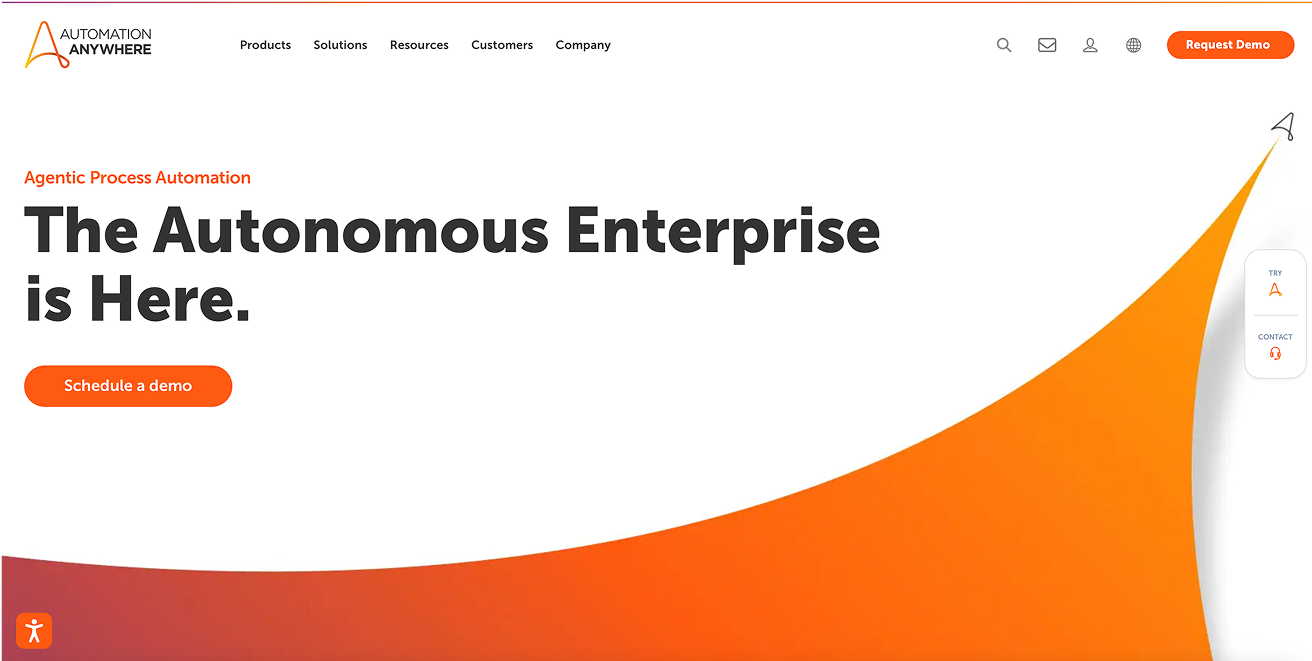 AUTOMATION
ANYWHERE
Products Solutions Resources Customers Company
Request Demo
Agentic Process Automation
The Autonomous Enterprise
is Here.
Schedule a demo
TRY
CONTACT